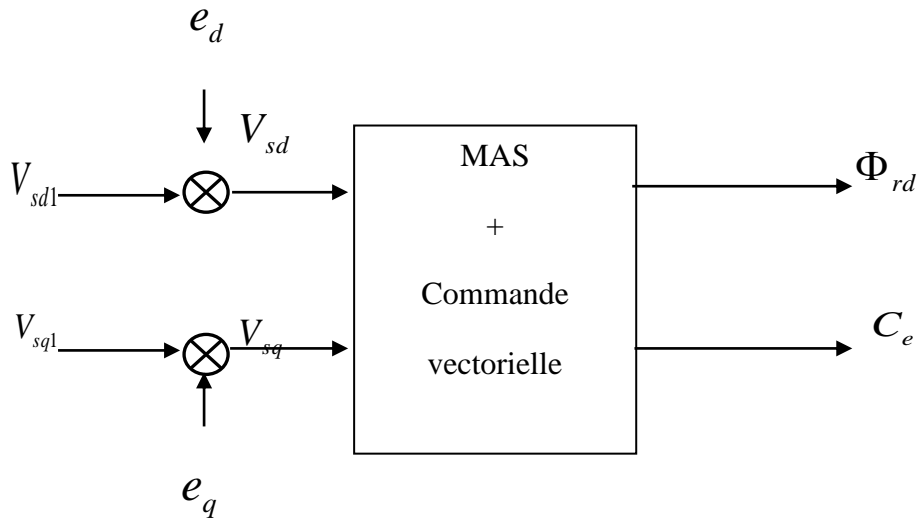 e_d
V_sd
V_sd1
MAS
+
Commande
vectorielle
Φ_rd
V_sq1
V_sq
C_e
e_q